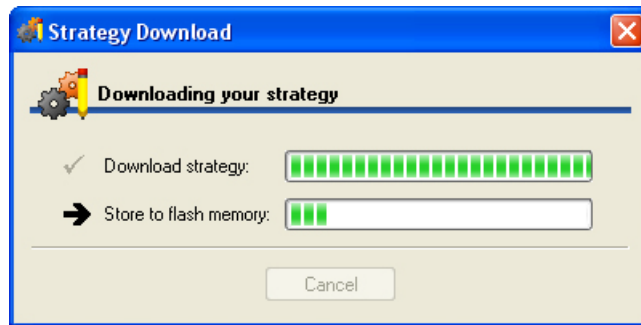 Strategy Download
Downloading your strategy
Download strategy:
Store to flash memory:
Cancel